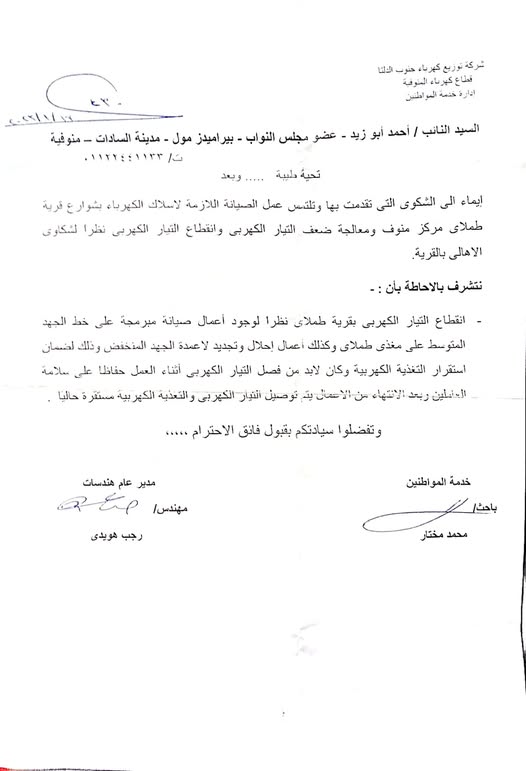 شركة توزيع كهرباء جنوب الدلتا
قطاع كهرباء المنوفية
ادارة خدمة المواطنين
السيد النائب / أحمد أبو زيد - عضو مجلس النواب - بيراميدز مول - مدينة السادات – منوفية
ت/ ٠١١٢٢٤٤١١٣٣
تحية طيبة ..... وبعد
إيماء الى الشكوى التى تقدمت بها وتلتمس عمل الصيانة اللازمة لاسلاك الكهرباء بشوارع قرية
طملاى مركز منوف ومعالجة ضعف التيار الكهربى وانقطاع التيار الكهربى نظرا لشكاوى
الاهالى بالقرية.
نتشرف بالاحاطة بأن : -
- انقطاع التيار الكهربى بقرية طملاى نظرا لوجود أعمال صيانة مبرمجة على خط الجهد
المتوسط على مغذى طملاى وكذلك أعمال إحلال وتجديد لاعمدة الجهد المنخفض وذلك لضمان
استقرار التغذية الكهربية وكان لابد من فصل التيار الكهربى أثناء العمل حفاظا على سلامة
العاملين وبعد الانتهاء من الاعمال يتم توصيل التيار الكهربى والتغذية الكهربية مستقرة حاليا .
وتفضلوا سيادتكم بقبول فائق الاحترام .....
خدمة المواطنين
مدير عام هندسات
باحث/
مهندس/
محمد مختار
رجب هويدى